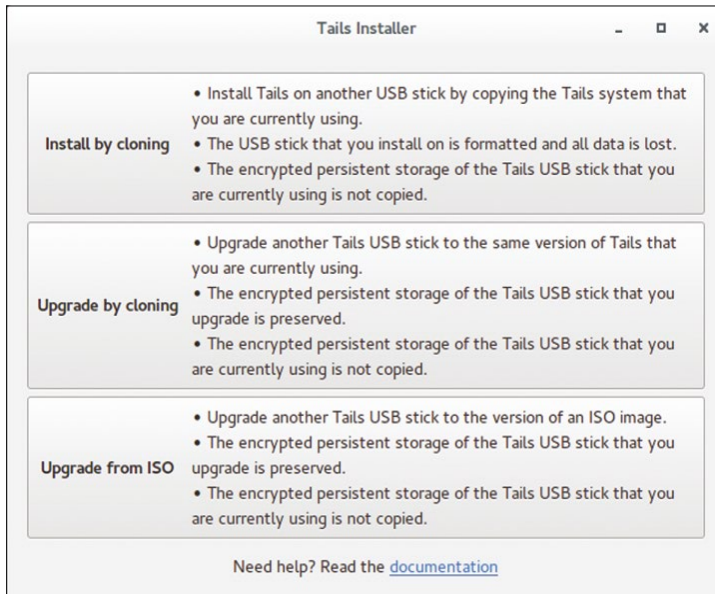 Tails Installer
• Install Tails on another USB stick by copying the Tails system that
you are currently using.
Install by cloning
• The USB stick that you install on is formatted and all data is lost.
• The encrypted persistent storage of the Tails USB stick that you
are currently using is not copied.
• Upgrade another Tails USB stick to the same version of Tails that
you are currently using.
• The encrypted persistent storage of the Tails USB stick that you
Upgrade by cloning
upgrade is preserved.
• The encrypted persistent storage of the Tails USB stick that you
are currently using is not copied.
• Upgrade another Tails USB stick to the version of an ISO image.
• The encrypted persistent storage of the Tails USB stick that you
Upgrade from ISO
upgrade is preserved.
• The encrypted persistent storage of the Tails USB stick that you
are currently using is not copied.
Need help? Read the documentation